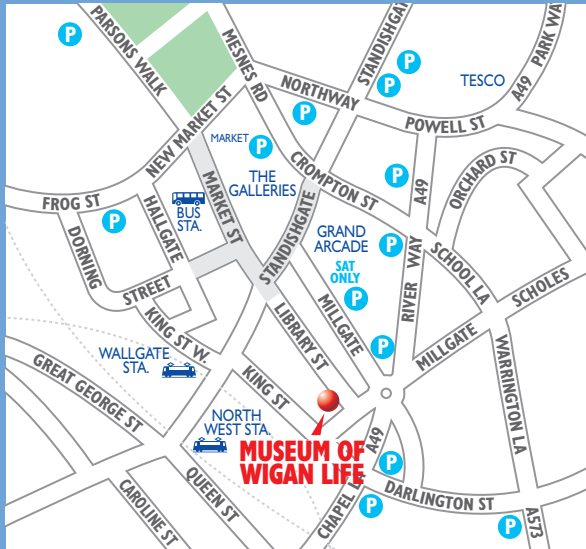 PARSONS WALK
P
MESNES RD
STANDISHGATE
P
P
TESCO
A49
PARK WAY
NORTHWAY
P
POWELL ST
NEW MARKET ST
MARKET
P
CROMPTON ST
THE
GALLERIES
P
A49
ORCHARD ST
FROG ST
P
HALLGATE
BUS
STA.
MARKET ST
STANDISHGATE
GRAND
ARCADE
P
SCHOOL LA
DORNING
STREET
SAT
ONLY
P
RIVER WAY
SCHOLES
KING ST W.
LIBRARY ST
MILLGATE
P
MILLGATE
WARRINGTON LA
WALLGATE
STA.
GREAT GEORGE ST
KING ST
NORTH
WEST STA.
MUSEUM OF
WIGAN LIFE
A49
P
CHAPEL LA
P
DARLINGTON ST
P
A573
QUEEN ST
CAROLINE ST